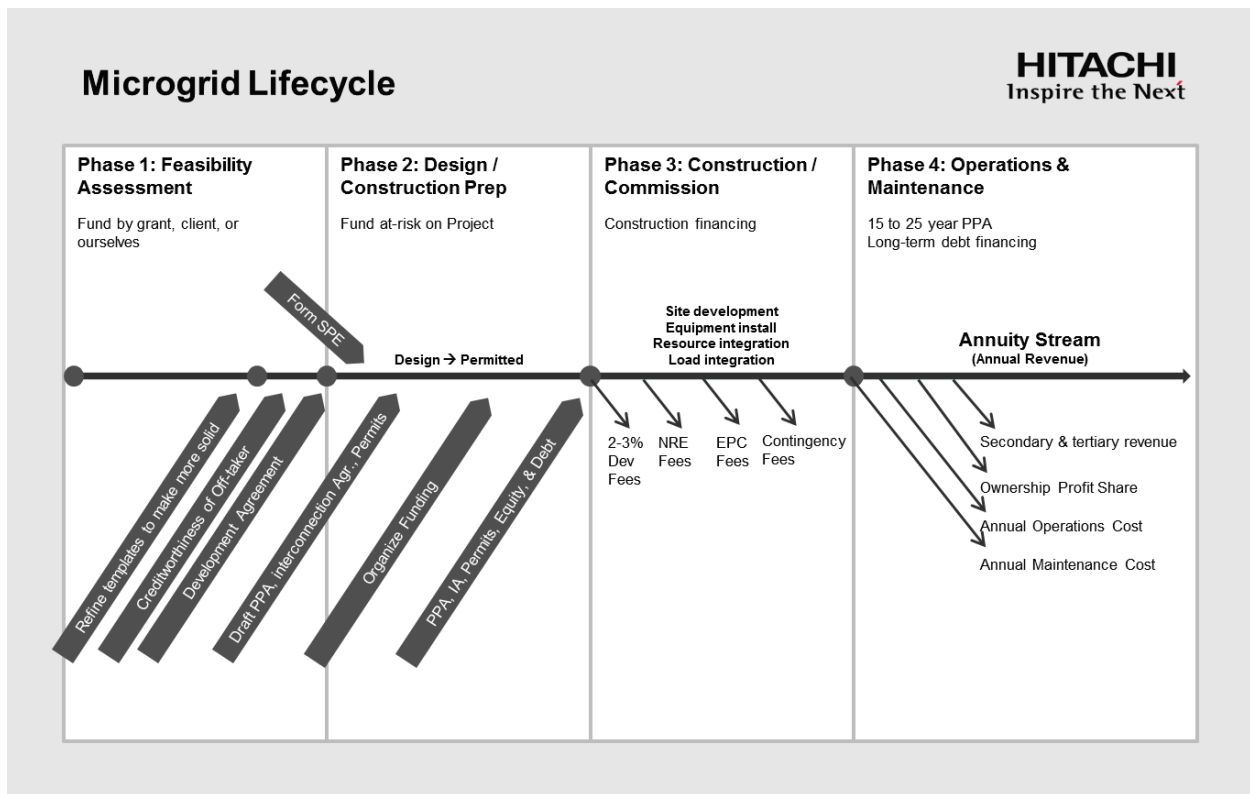 Microgrid Lifecycle
HITACHI
Inspire the Next
Phase 1: Feasibility
Assessment
Fund by grant, client, or
ourselves
Phase 2: Design /
Construction Prep
Fund at-risk on Project
Phase 3: Construction /
Commission
Construction financing
Phase 4: Operations &
Maintenance
15 to 25 year PPA
Long-term debt financing
Form SPE
Design → Permitted
Site development
Equipment install
Resource integration
Load integration
Annuity Stream
(Annual Revenue)
Refine templates to make more solid
Creditworthiness of Off-taker
Development Agreement
Draft PPA, interconnection Agr., Permits
Organize Funding
PPA, IA, Permits, Equity, & Debt
2-3%
Dev
Fees
NRE
Fees
EPC
Fees
Contingency
Fees
Secondary & tertiary revenue
Ownership Profit Share
Annual Operations Cost
Annual Maintenance Cost